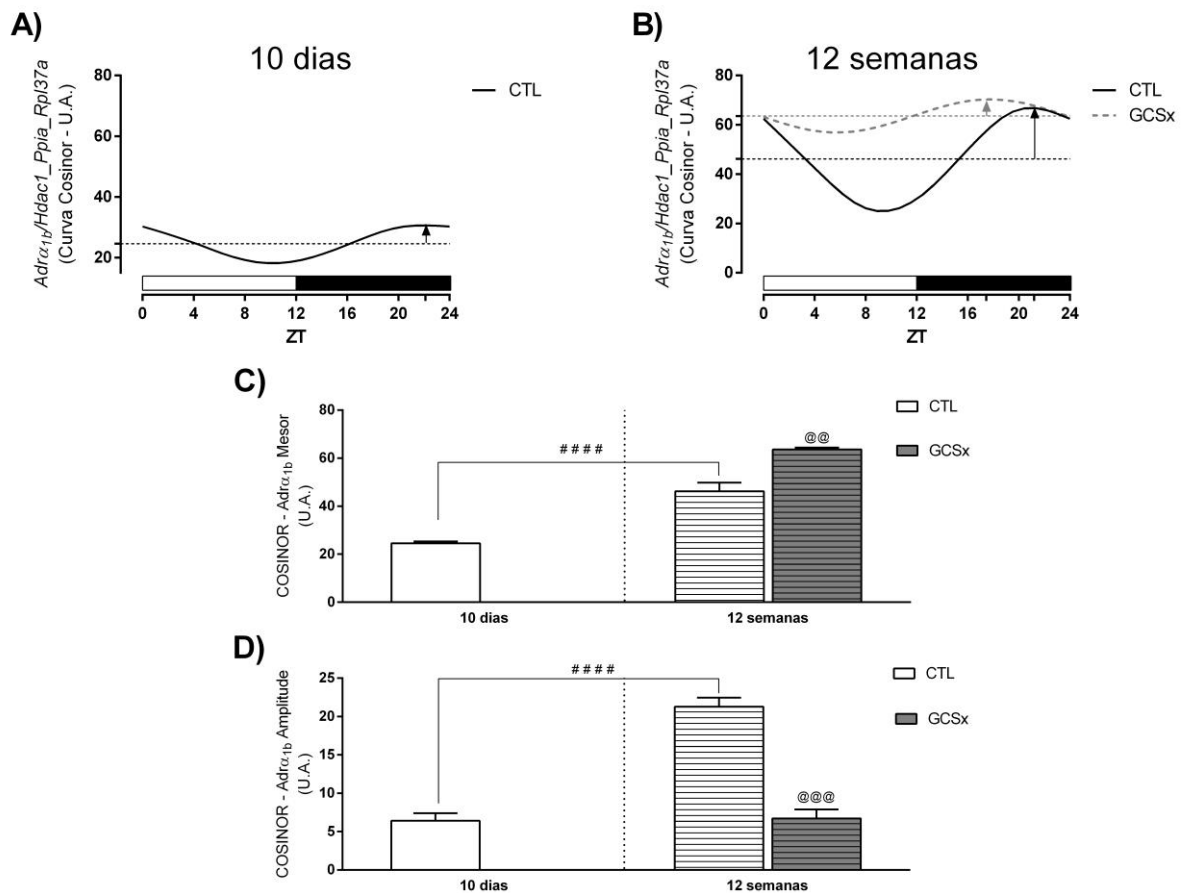 A)
10 dias
Adrα1b/Hdac1_Ppia_Rpl37a
(Curva Cosinor - U.A.)
80
60
40
20
CTL
0 4 8 12 16 20 24
ZT
B)
12 semanas
Adrα1b/Hdac1_Ppia_Rpl37a
(Curva Cosinor - U.A.)
80
60
40
20
0
CTL
GCSx
0 4 8 12 16 20 24
ZT
C)
COSINOR - Adrα1b Mesor
(U.A.)
80
60
40
20
0
# # # #
@@
CTL
GCSx
10 dias 12 semanas
D)
COSINOR - Adrα1b Amplitude
(U.A.)
25
20
15
10
5
0
# # # #
@@@
CTL
GCSx
10 dias 12 semanas